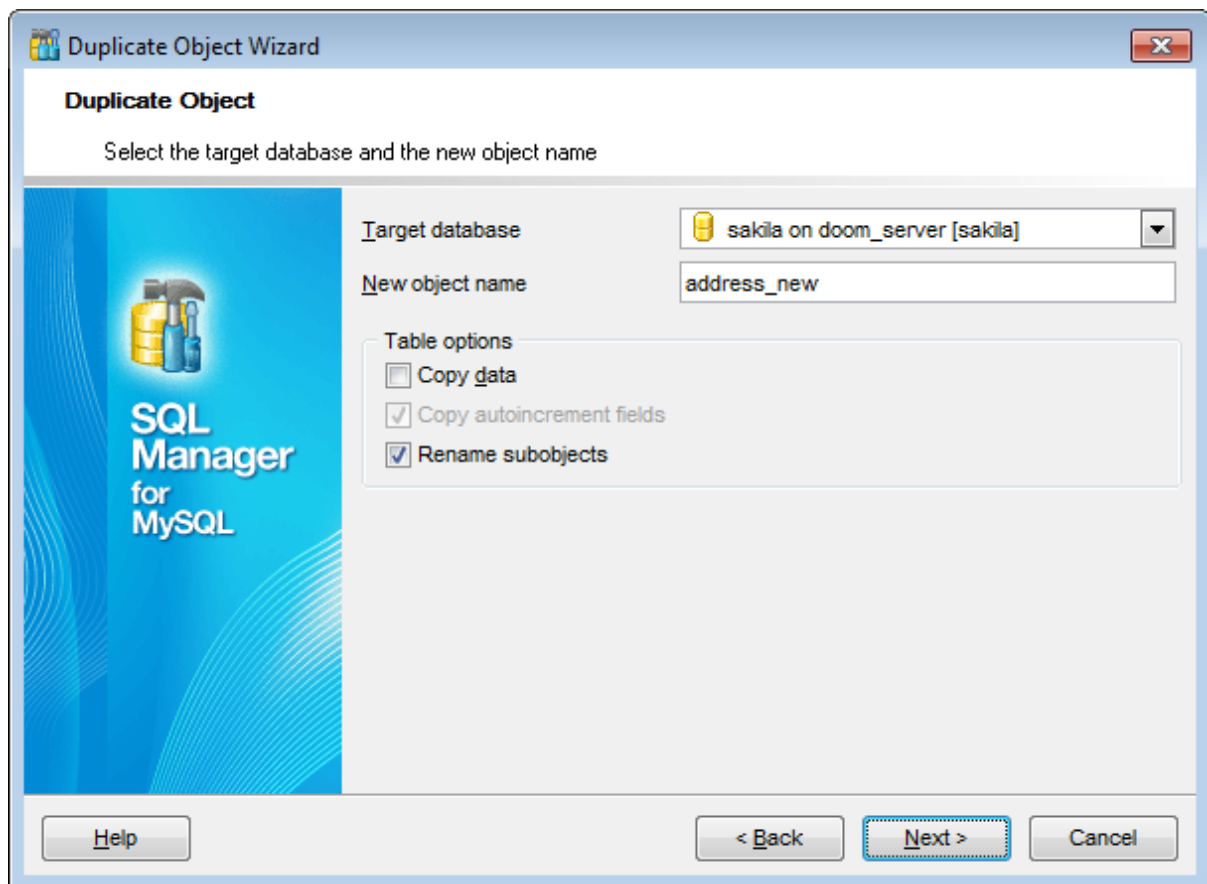 Duplicate Object Wizard
Duplicate Object
Select the target database and the new object name
Target database
sakila on doom_server [sakila]
New object name
address_new
Table options
Copy data
Copy autoincrement fields
Rename subobjects
SQL
Manager
for
MySQL
Help
< Back
Next >
Cancel